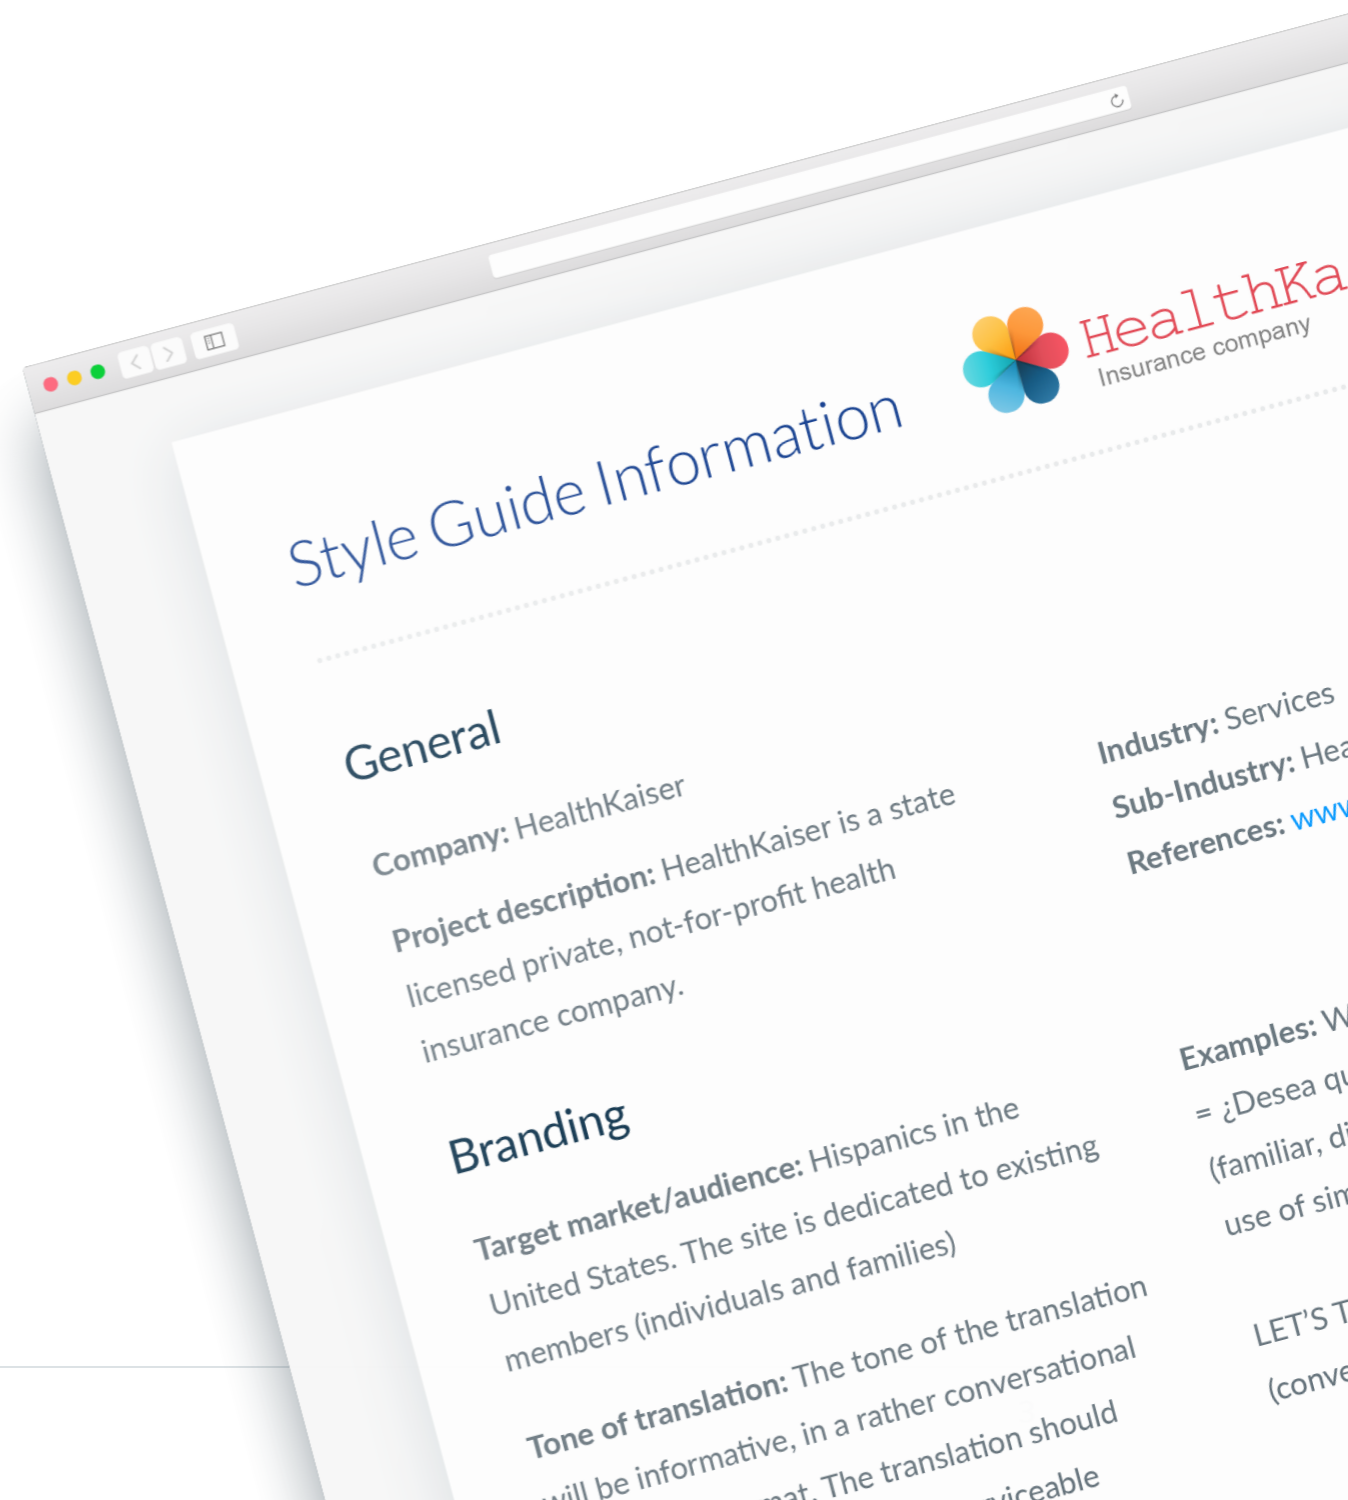 HealthKa
Insurance company
Style Guide Information
General
Company: HealthKaiser
Project description: HealthKaiser is a state
licensed private, not-for-profit health
insurance company.
Industry: Services
Sub-Industry: Hea
References: www
Branding
Target market/audience: Hispanics in the
United States. The site is dedicated to existing
members (individuals and families)
Tone of translation: The tone of the translation
will be informative, in a rather conversational
The translation should
Examples: W
= ¿Desea qu
(familiar, di
use of sim
LET'S T
(conve